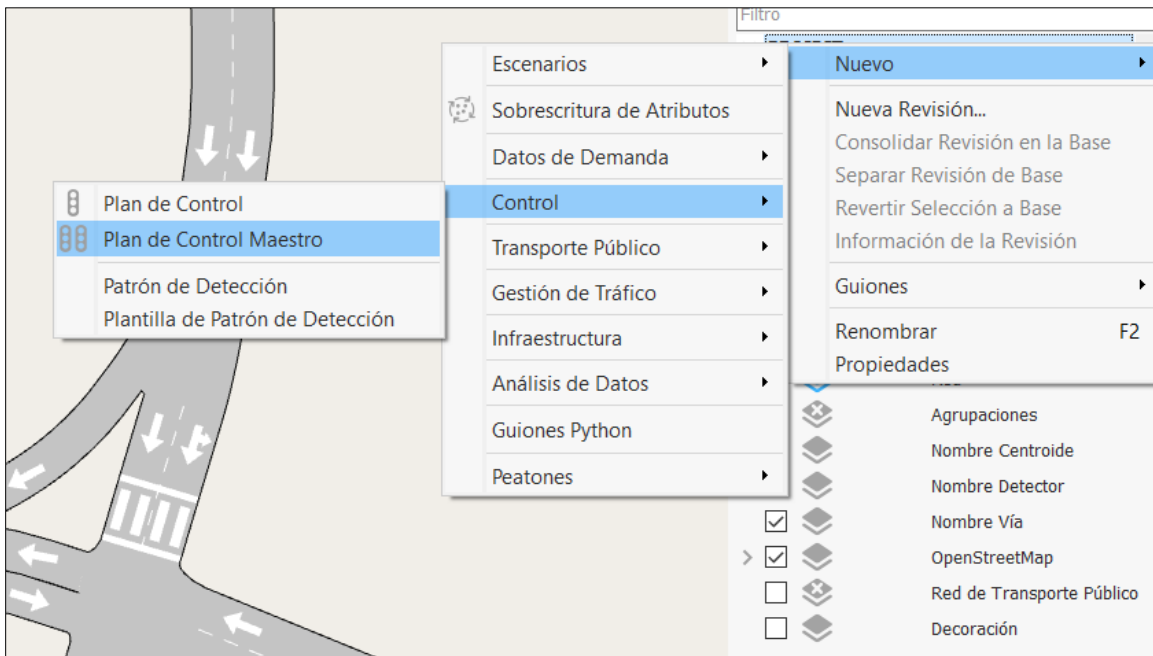 Filtro
Escenarios
Sobrescritura de Atributos
Datos de Demanda
Control
Transporte Público
Gestión de Tráfico
Infraestructura
Análisis de Datos
Guiones Python
Peatones
Plan de Control
Plan de Control Maestro
Patrón de Detección
Plantilla de Patrón de Detección
Nuevo
Nueva Revisión...
Consolidar Revisión en la Base
Separar Revisión de Base
Revertir Selección a Base
Información de la Revisión
Guiones
Renombrar F2
Propiedades
Agrupaciones
Nombre Centroide
Nombre Detector
Nombre Vía
OpenStreetMap
Red de Transporte Público
Decoración